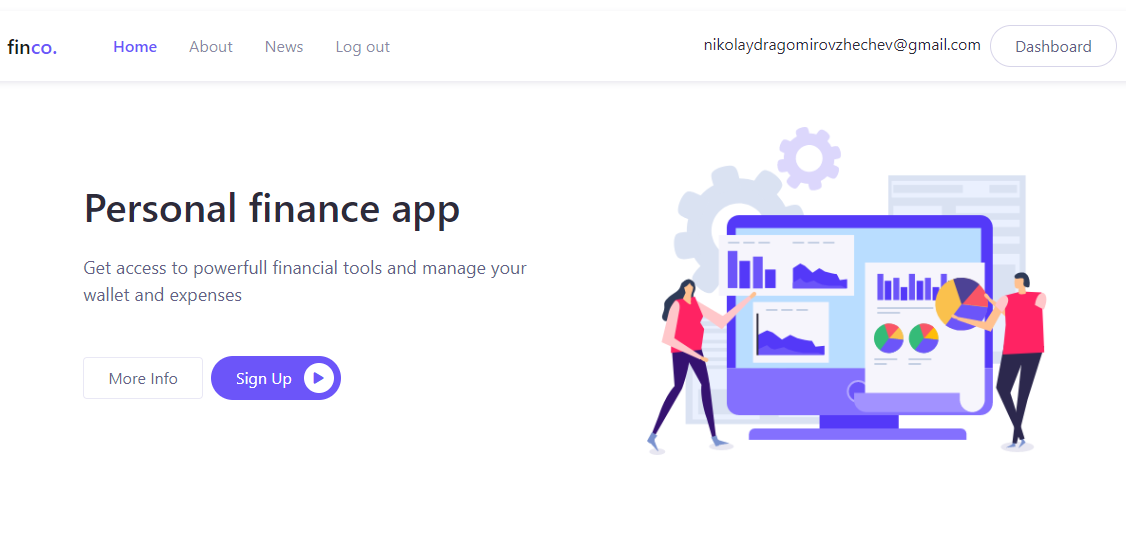 finco.
Home
About
News
Log out
nikolaydragomirovzhechev@gmail.com
Dashboard
Personal finance app
Get access to powerfull financial tools and manage your
wallet and expenses
More Info
Sign Up